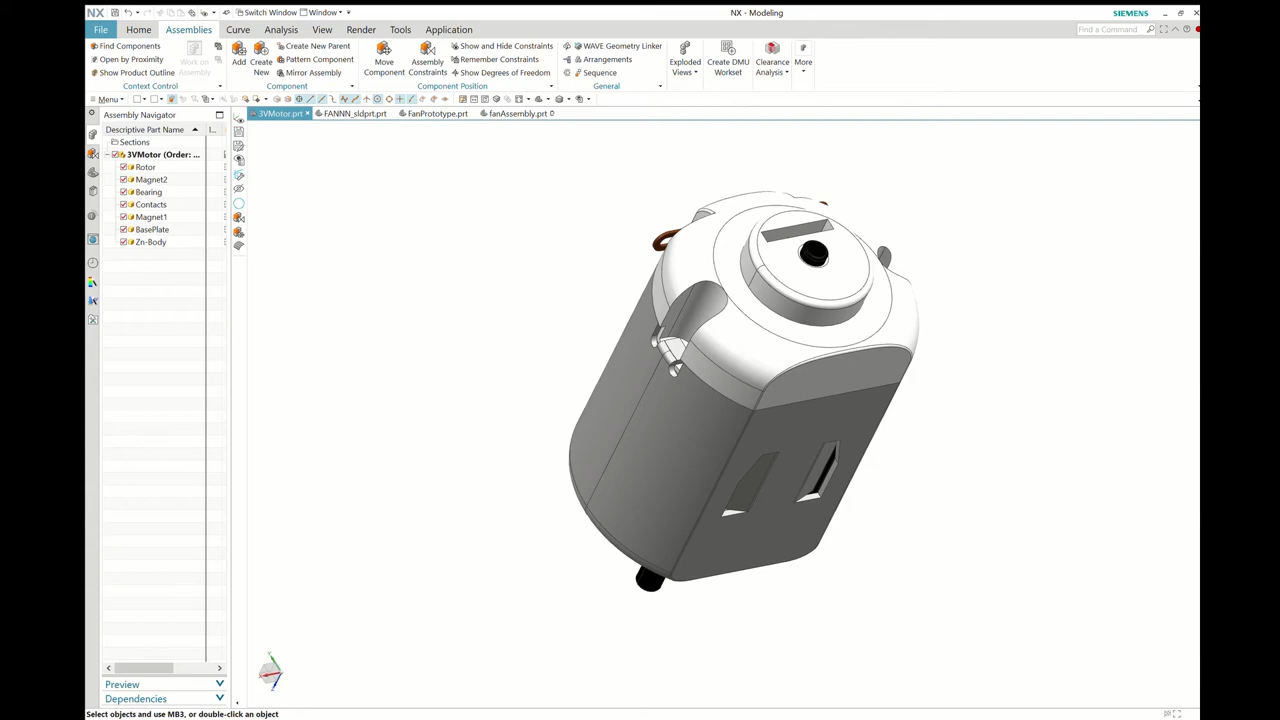 NX
Switch Window Window
NX - Modeling
SIEMENS
File Home Assemblies Curve Analysis View Render Tools Application
Find a Command
Find Components
Open by Proximity
Show Product Outline
Work on Assembly
Context Control
Add
Create New
Create New Parent
Pattern Component
Mirror Assembly
Component
Move Component
Assembly Constraints
Show and Hide Constraints
Remember Constraints
Show Degrees of Freedom
Component Position
WAVE Geometry Linker
Arrangements
Sequence
General
Exploded Views
Create DMU Workset
Clearance Analysis
More
Menu
Assembly Navigator
3VMotor.prt FANNN_sldprt.prt FanPrototype.prt fanAssembly.prt
Descriptive Part Name I...
Sections
3VMotor (Order: ...
Rotor
Magnet2
Bearing
Contacts
Magnet1
BasePlate
Zn-Body
Preview
Dependencies
Select objects and use MB3, or double-click an object